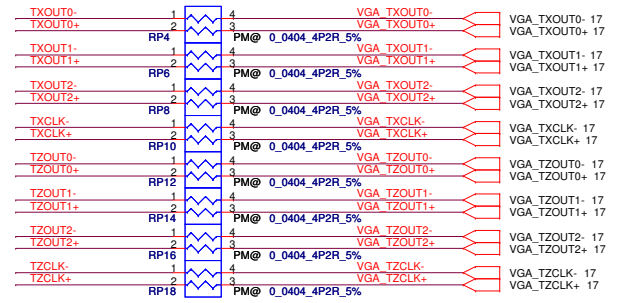 TXOUT0- 1 4 VGA_TXOUT0- VGA_TXOUT0- 17
TXOUT0+ 2 3 VGA_TXOUT0+ VGA_TXOUT0+ 17
RP4 PM@ 0_0404_4P2R_5%
TXOUT1- 1 4 VGA_TXOUT1- VGA_TXOUT1- 17
TXOUT1+ 2 3 VGA_TXOUT1+ VGA_TXOUT1+ 17
RP6 PM@ 0_0404_4P2R_5%
TXOUT2- 1 4 VGA_TXOUT2- VGA_TXOUT2- 17
TXOUT2+ 2 3 VGA_TXOUT2+ VGA_TXOUT2+ 17
RP8 PM@ 0_0404_4P2R_5%
TXCLK- 1 4 VGA_TXCLK- VGA_TXCLK- 17
TXCLK+ 2 3 VGA_TXCLK+ VGA_TXCLK+ 17
RP10 PM@ 0_0404_4P2R_5%
TZOUT0- 1 4 VGA_TZOUT0- VGA_TZOUT0- 17
TZOUT0+ 2 3 VGA_TZOUT0+ VGA_TZOUT0+ 17
RP12 PM@ 0_0404_4P2R_5%
TZOUT1- 1 4 VGA_TZOUT1- VGA_TZOUT1- 17
TZOUT1+ 2 3 VGA_TZOUT1+ VGA_TZOUT1+ 17
RP14 PM@ 0_0404_4P2R_5%
TZOUT2- 1 4 VGA_TZOUT2- VGA_TZOUT2- 17
TZOUT2+ 2 3 VGA_TZOUT2+ VGA_TZOUT2+ 17
RP16 PM@ 0_0404_4P2R_5%
TZCLK- 1 4 VGA_TZCLK- VGA_TZCLK- 17
TZCLK+ 2 3 VGA_TZCLK+ VGA_TZCLK+ 17
RP18 PM@ 0_0404_4P2R_5%